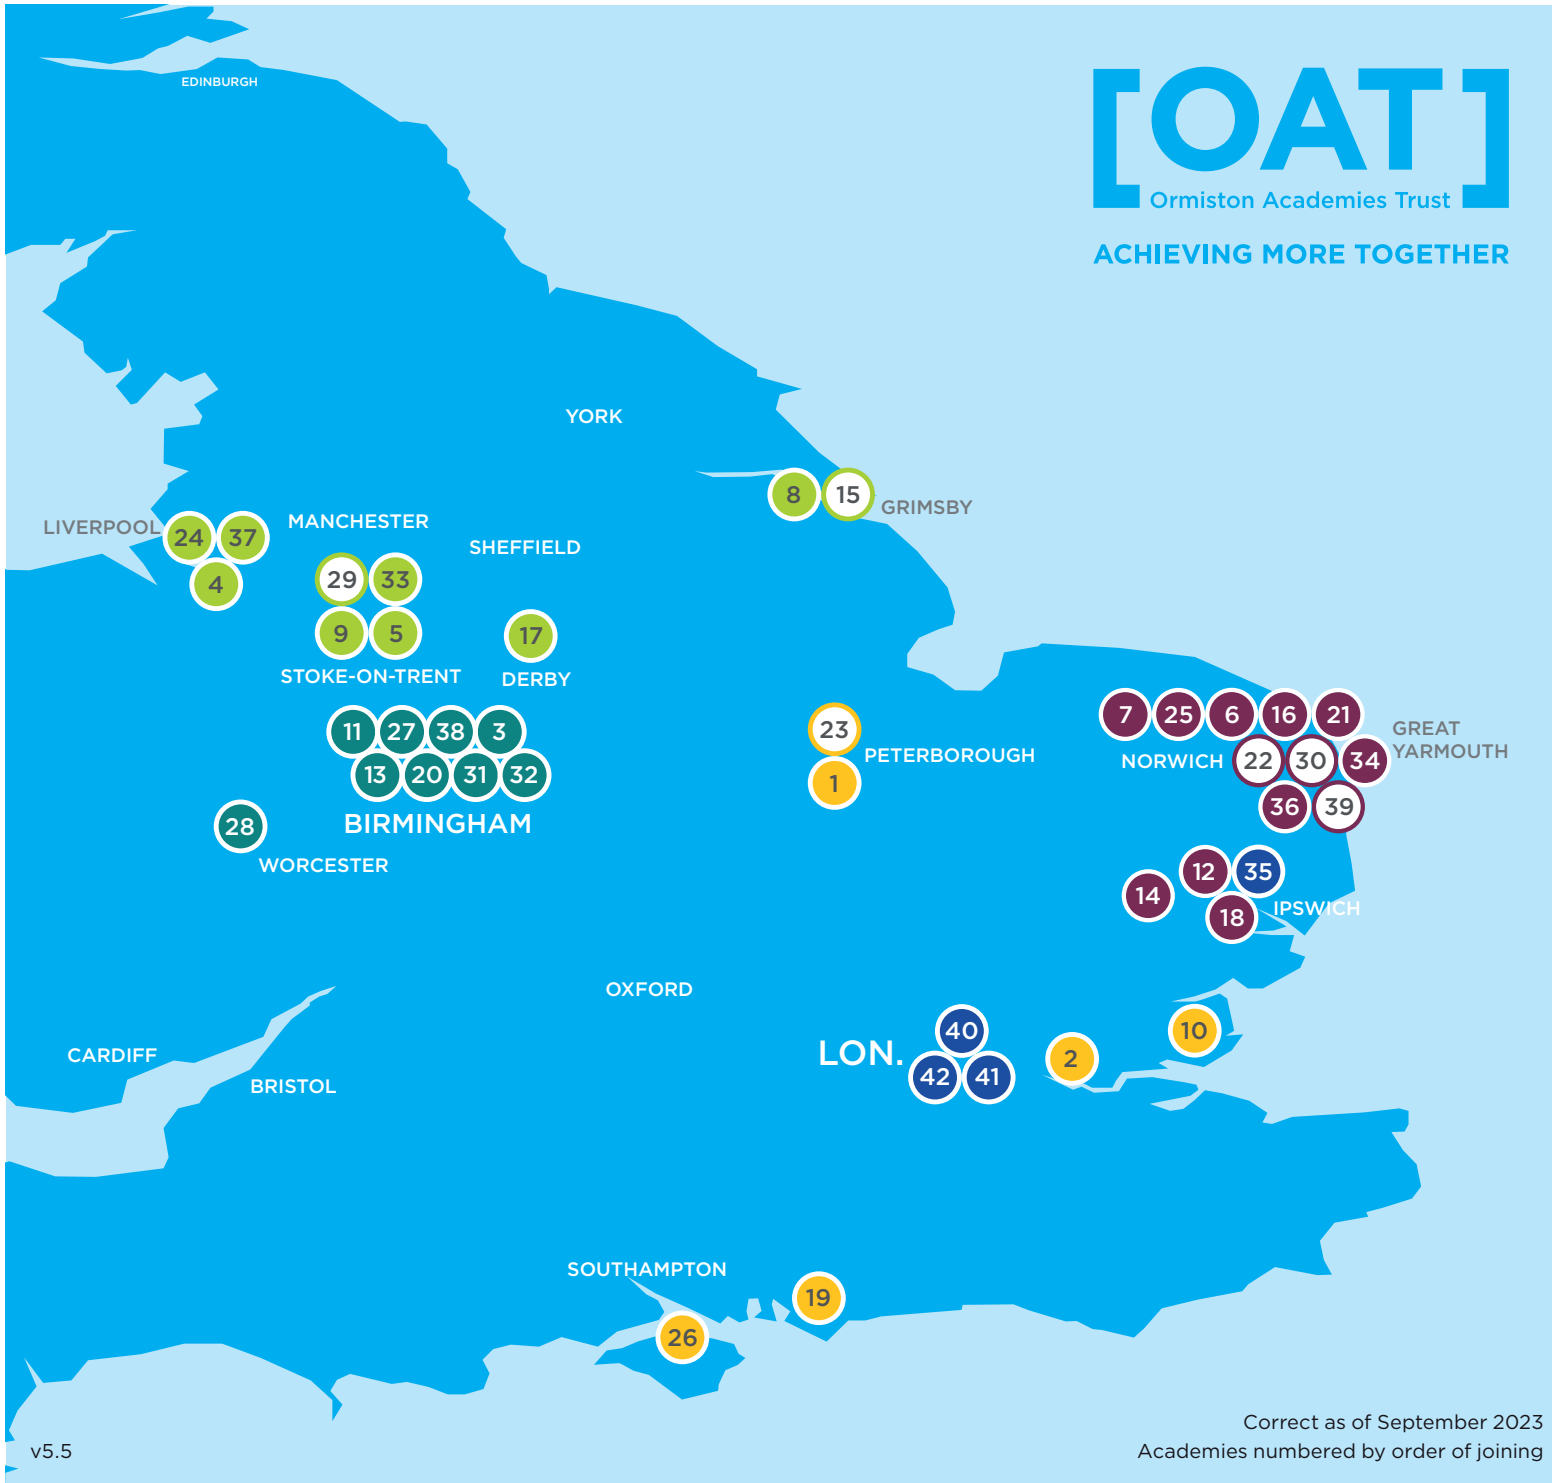 EDINBURGH
[OAT]
Ormiston Academies Trust
ACHIEVING MORE TOGETHER
YORK
8 15
GRIMSBY
LIVERPOOL
24 37
4
MANCHESTER
SHEFFIELD
29 33
9 5
STOKE-ON-TRENT
17
DERBY
11 27 38 3
13 20 31 32
BIRMINGHAM
28
WORCESTER
23
PETERBOROUGH
1
7 25 6 16 21
GREAT
YARMOUTH
NORWICH
22 30 34
36 39
14
12 35
18
IPSWICH
OXFORD
CARDIFF
BRISTOL
LON.
40
42 41
2
10
SOUTHAMPTON
19
26
v5.5
Correct as of September 2023
Academies numbered by order of joining